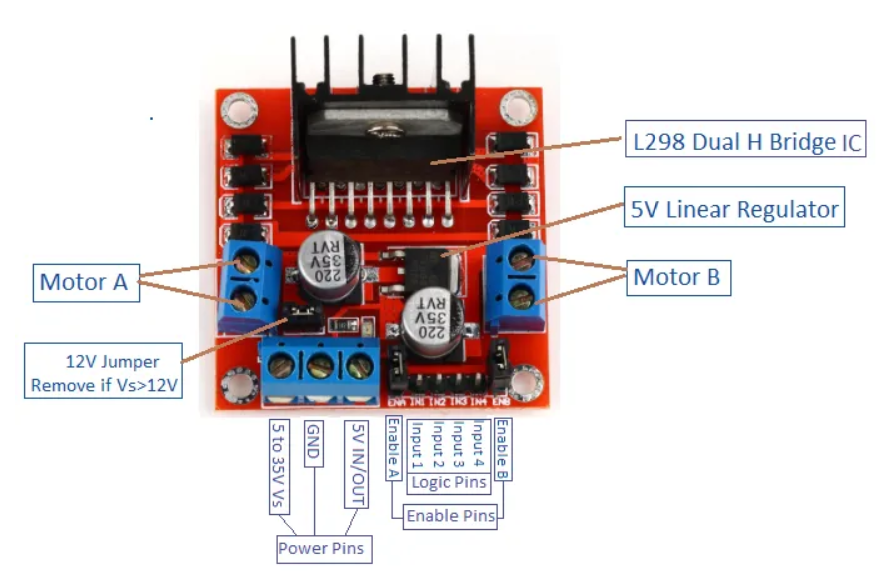 L298 Dual H Bridge IC
5V Linear Regulator
Motor A
Motor B
12V Jumper
Remove if Vs>12V
220
35V
RVT
220
35V
RVT
ENA IN1 IN2 IN3 IN4 ENB
5 to 35V Vs
GND
5V IN/OUT
Enable A
Input 1
Input 2
Input 3
Input 4
Enable B
Logic Pins
Enable Pins
Power Pins